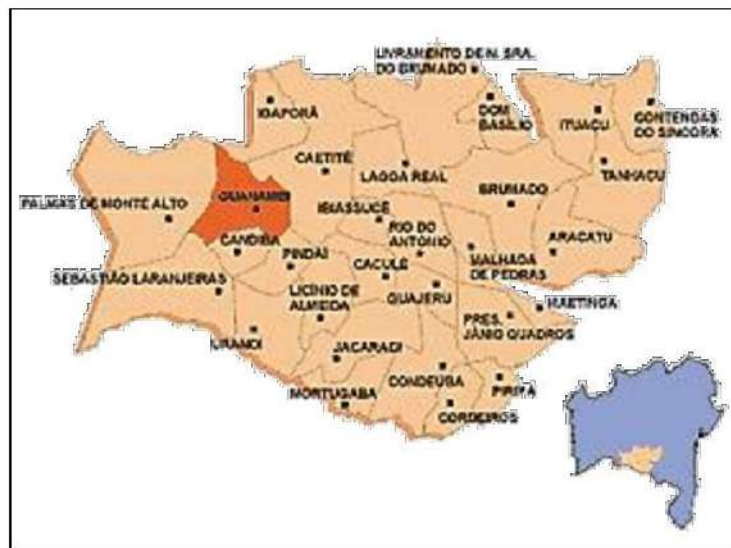 LIVRAMENTO DE N. SRA.
DO BRUMADO
IGAPORÃ
DOM
BASÍLIO
ITUAÇU
CONTENDAS
DO SINCORÁ
CAETITÉ
LAGOA REAL
TANHAÇU
GUANAMBI
BRUMADO
PALMAS DE MONTE ALTO
IBIASSUCÊ
RIO DO
ANTÔNIO
CANDIBA
PINDAÍ
MALHADA
DE PEDRAS
ARACATU
SEBASTIÃO LARANJEIRAS
CACULÉ
LICÍNIO DE
ALMEIDA
GUAJERU
MAETINGA
PRES.
JÂNIO QUADROS
URANDI
JACARACI
CONDEÚBA
PIRIPÁ
MORTUGABA
CORDEIROS